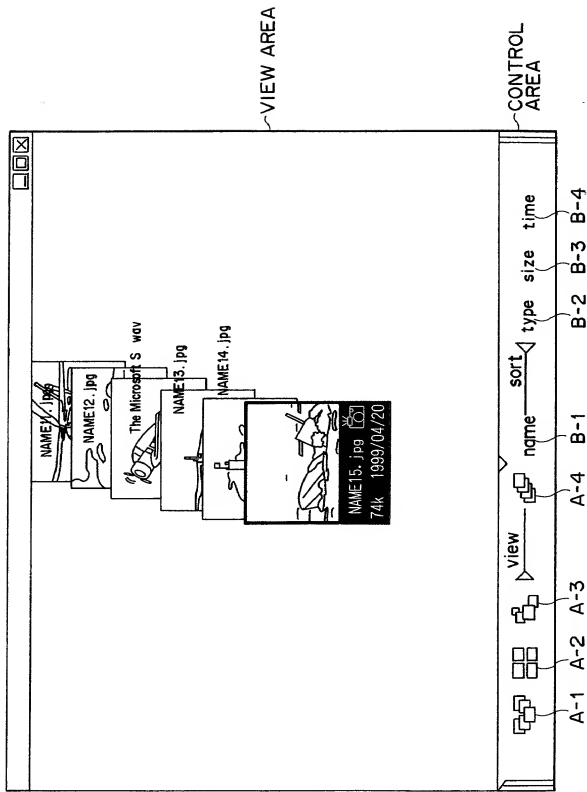 VIEW AREA
NAME11.jpg
NAME12.jpg
The Microsoft S wav
NAME13.jpg
NAME14.jpg
NAME15.jpg
74k 1999/04/20
view
name
sort
type
size
time
CONTROL
AREA
A-1
A-2
A-3
A-4
B-1
B-2
B-3
B-4